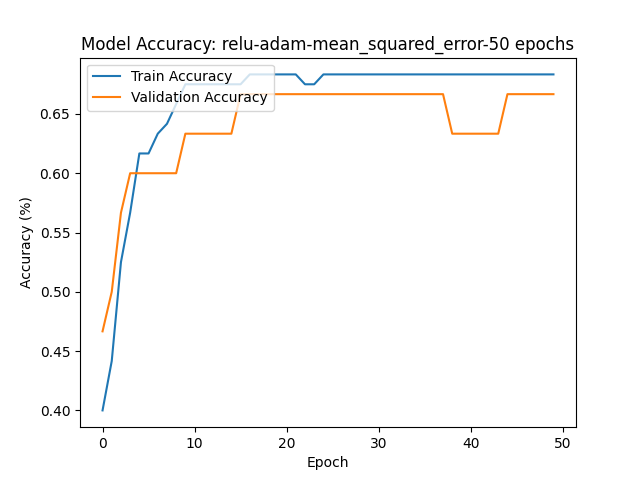 Model Accuracy: relu-adam-mean_squared_error-50 epochs
Train Accuracy
Validation Accuracy
Accuracy (%)
0.65
0.60
0.55
0.50
0.45
0.40
0 10 20 30 40 50
Epoch